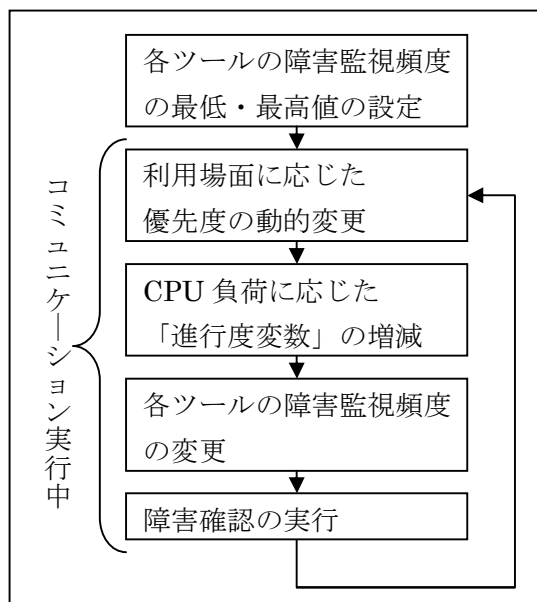 各ツールの障害監視頻度
の最低・最高値の設定
コミュニケーション実行中
利用場面に応じた
優先度の動的変更
CPU 負荷に応じた
「進行度変数」の増減
各ツールの障害監視頻度
の変更
障害確認の実行